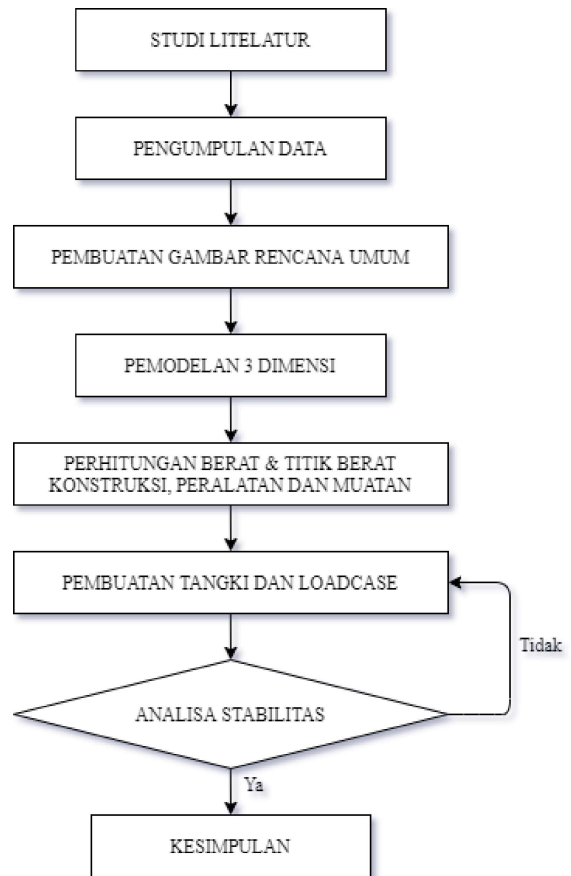 STUDI LITELATUR
PENGUMPULAN DATA
PEMBUATAN GAMBAR RENCANA UMUM
PEMODELAN 3 DIMENSI
PERHITUNGAN BERAT & TITIK BERAT
KONSTRUKSI, PERALATAN DAN MUATAN
PEMBUATAN TANGKI DAN LOADCASE
Tidak
ANALISA STABILITAS
Ya
KESIMPULAN